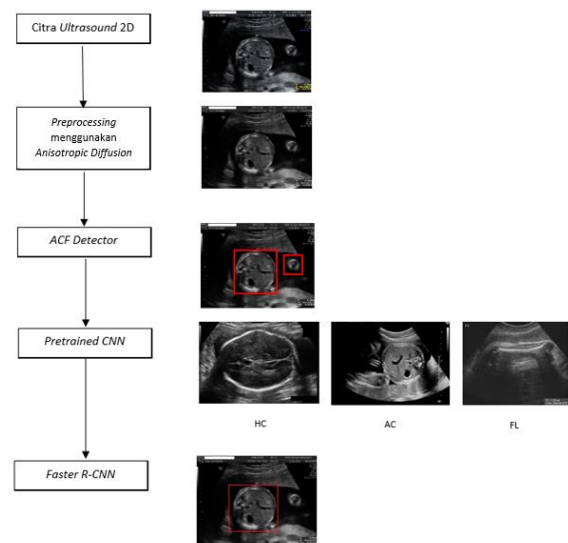 Citra Ultrasound 2D
Preprocessing
menggunakan
Anisotropic Diffusion
ACF Detector
Pretrained CNN
HC
AC
FL
Faster R-CNN